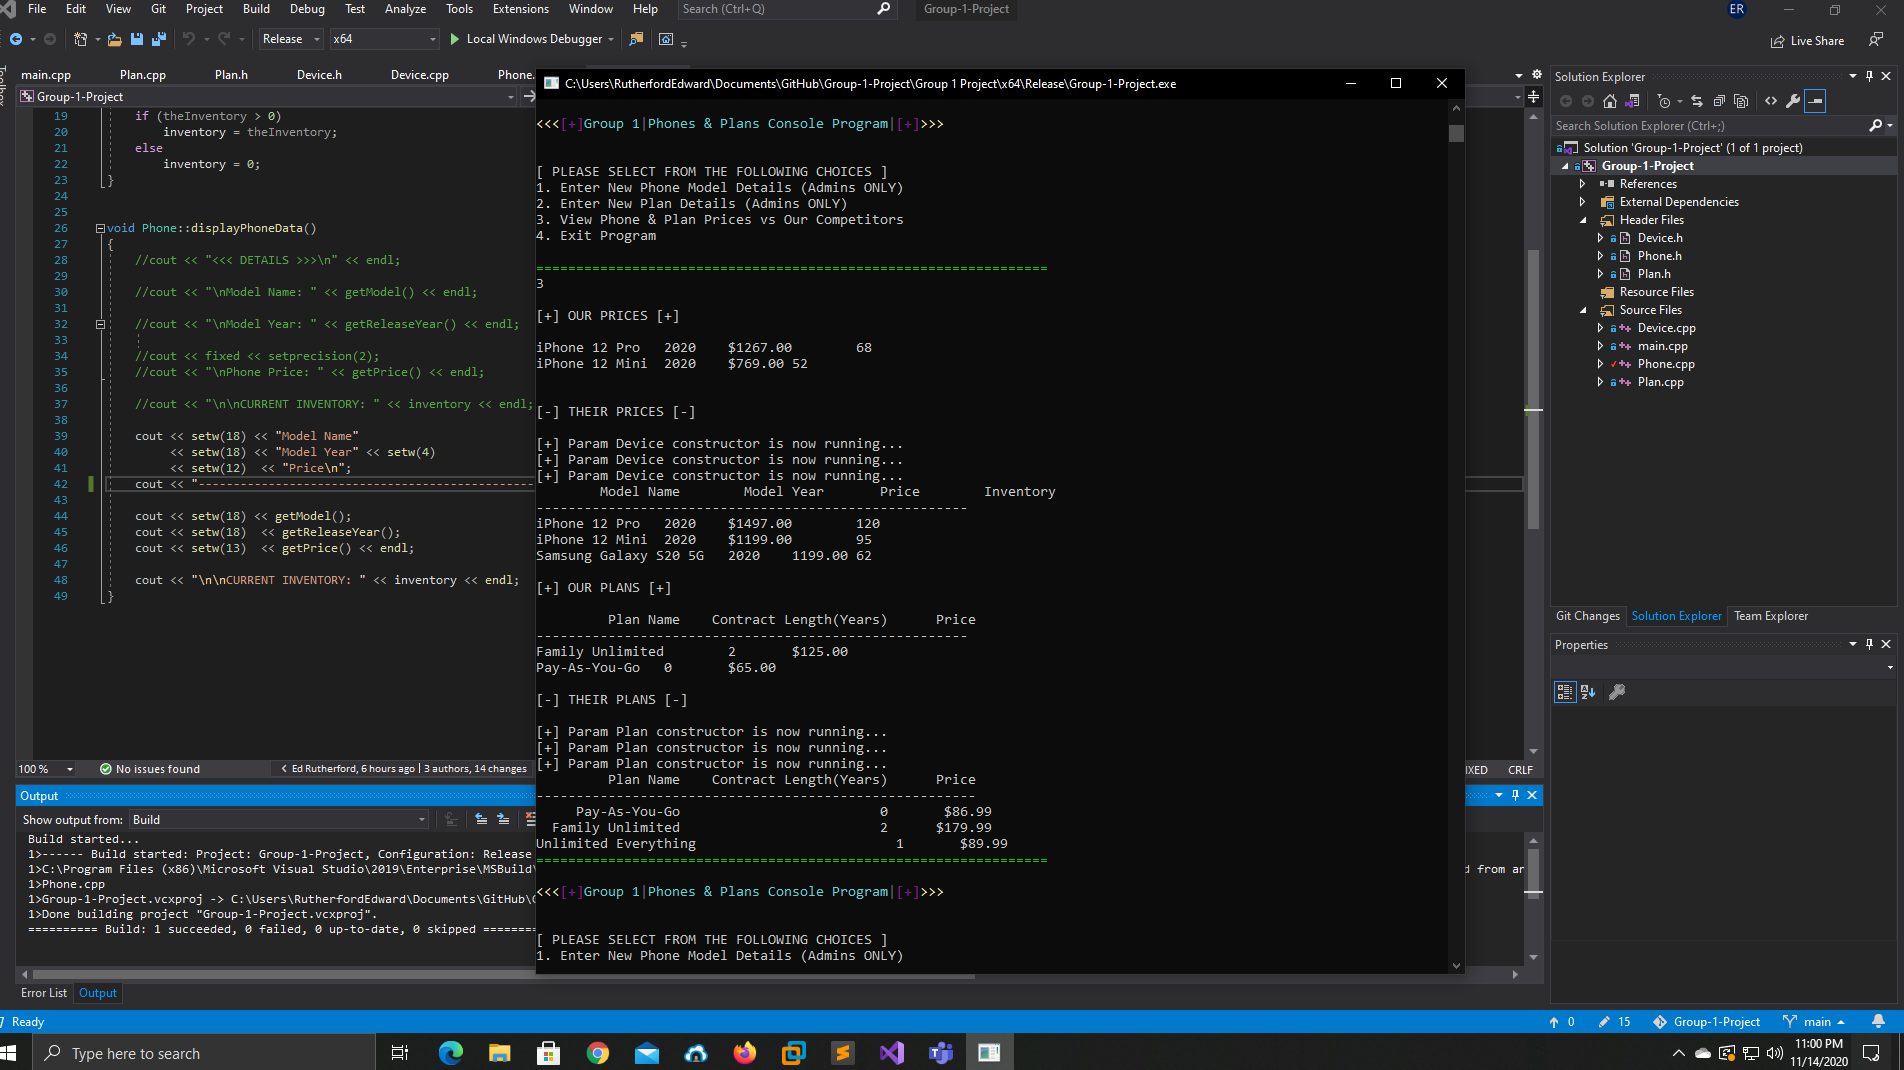 File Edit View Git Project Build Debug Test Analyze Tools Extensions Window Help Search (Ctrl+Q) Group-1-Project ER
Release x64 Local Windows Debugger Live Share
main.cpp Plan.cpp Plan.h Device.h Device.cpp Phone.
Group-1-Project
19 if (theInventory > 0)
20 inventory = theInventory;
21 else
22 inventory = 0;
23 }
24
25
26 void Phone::displayPhoneData()
27 {
28 //cout << "<<< DETAILS >>>\n" << endl;
29
30 //cout << "\nModel Name: " << getModel() << endl;
31
32 //cout << "\nModel Year: " << getReleaseYear() << endl;
33
34 //cout << fixed << setprecision(2);
35 //cout << "\nPhone Price: " << getPrice() << endl;
36
37 //cout << "\n\nCURRENT INVENTORY: " << inventory << endl;
38
39 cout << setw(18) << "Model Name"
40 << setw(18) << "Model Year" << setw(4)
41 << setw(12) << "Price\n";
42 cout << "------------------------------------------
43
44 cout << setw(18) << getModel();
45 cout << setw(18) << getReleaseYear();
46 cout << setw(13) << getPrice() << endl;
47
48 cout << "\n\nCURRENT INVENTORY: " << inventory << endl;
49 }
100 % No issues found Ed Rutherford, 6 hours ago | 3 authors, 14 changes
IXED CRLF
Output
Show output from: Build
Build started...
1>------ Build started: Project: Group-1-Project, Configuration: Release
1>C:\Program Files (x86)\Microsoft Visual Studio\2019\Enterprise\MSBuild\
d from ar
1>Phone.cpp
1>Group-1-Project.vcxproj -> C:\Users\RutherfordEdward\Documents\GitHub\
1>Done building project "Group-1-Project.vcxproj".
========== Build: 1 succeeded, 0 failed, 0 up-to-date, 0 skipped =======
Error List Output
C:\Users\RutherfordEdward\Documents\GitHub\Group-1-Project\Group 1 Project\x64\Release\Group-1-Project.exe
<<<[+]Group 1|Phones & Plans Console Program|[+]>>>
[ PLEASE SELECT FROM THE FOLLOWING CHOICES ]
1. Enter New Phone Model Details (Admins ONLY)
2. Enter New Plan Details (Admins ONLY)
3. View Phone & Plan Prices vs Our Competitors
4. Exit Program
================================================================
3
[+] OUR PRICES [+]
iPhone 12 Pro 2020 $1267.00 68
iPhone 12 Mini 2020 $769.00 52
[-] THEIR PRICES [-]
[+] Param Device constructor is now running...
[+] Param Device constructor is now running...
[+] Param Device constructor is now running...
Model Name Model Year Price Inventory
------------------------------------------------------
iPhone 12 Pro 2020 $1497.00 120
iPhone 12 Mini 2020 $1199.00 95
Samsung Galaxy S20 5G 2020 1199.00 62
[+] OUR PLANS [+]
Plan Name Contract Length(Years) Price
------------------------------------------------------
Family Unlimited 2 $125.00
Pay-As-You-Go 0 $65.00
[-] THEIR PLANS [-]
[+] Param Plan constructor is now running...
[+] Param Plan constructor is now running...
[+] Param Plan constructor is now running...
Plan Name Contract Length(Years) Price
-------------------------------------------------------
Pay-As-You-Go 0 $86.99
Family Unlimited 2 $179.99
Unlimited Everything 1 $89.99
================================================================
<<<[+]Group 1|Phones & Plans Console Program|[+]>>>
[ PLEASE SELECT FROM THE FOLLOWING CHOICES ]
1. Enter New Phone Model Details (Admins ONLY)
Solution Explorer
Search Solution Explorer (Ctrl+;)
Solution 'Group-1-Project' (1 of 1 project)
Group-1-Project
References
External Dependencies
Header Files
Device.h
Phone.h
Plan.h
Resource Files
Source Files
Device.cpp
main.cpp
Phone.cpp
Plan.cpp
Git Changes Solution Explorer Team Explorer
Properties
Ready 0 15 Group-1-Project main
Type here to search
11:00 PM
11/14/2020